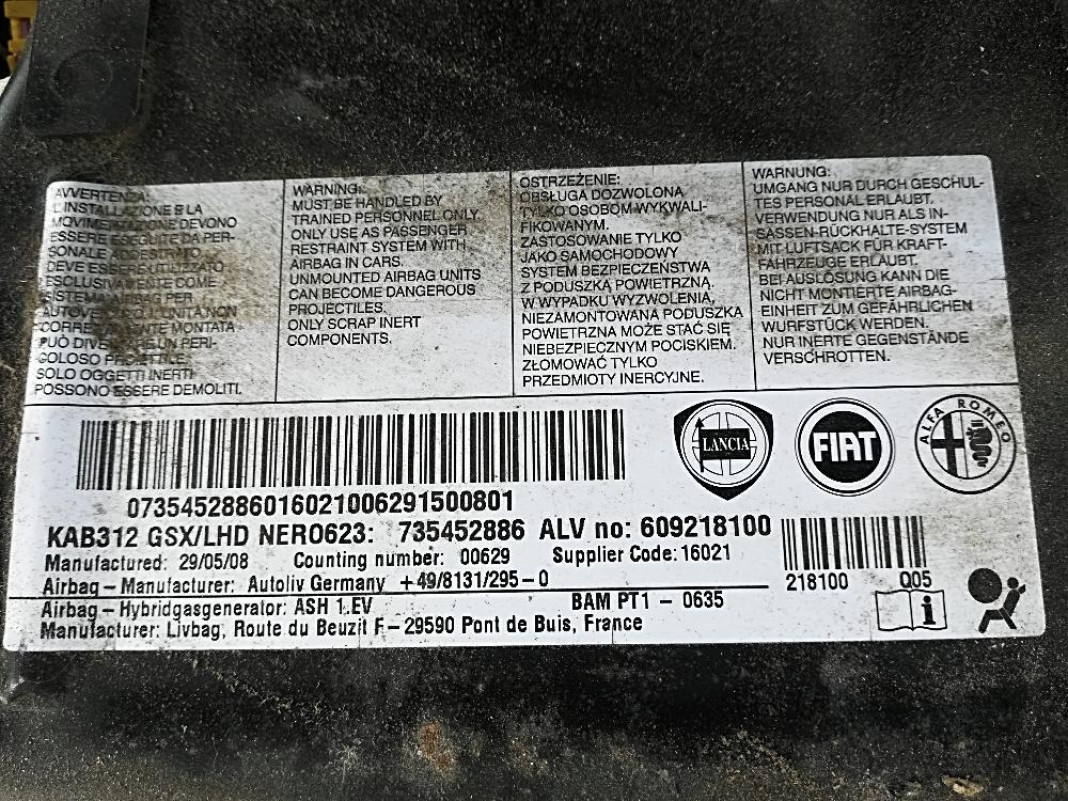 AVVERTENZA:
L'INSTALLAZIONE E LA
MOVIMENTAZIONE DEVONO
ESSERE ESEGUITE DA PER-
SONALE ADDESTRATO.
DEVE ESSERE UTILIZZATO
ESCLUSIVAMENTE COME
SISTEMA AIRBAG PER
L'UNITA NON
MONTATA
PUÒ DIVENTARE UN PERI-
COLOSO PROIETTILE.
SOLO OGGETTI INERTI
POSSONO ESSERE DEMOLITI.
WARNING:
MUST BE HANDLED BY
TRAINED PERSONNEL ONLY.
ONLY USE AS PASSENGER
RESTRAINT SYSTEM WITH
AIRBAG IN CARS.
UNMOUNTED AIRBAG UNITS
CAN BECOME DANGEROUS
PROJECTILES.
ONLY SCRAP INERT
COMPONENTS.
OSTRZEŻENIE:
OBSŁUGA DOZWOLONA
TYLKO OSOBOM WYKWALI-
FIKOWANYM.
ZASTOSOWANIE TYLKO
JAKO SAMOCHODOWY
SYSTEM BEZPIECZEŃSTWA
Z PODUSZKĄ POWIETRZNĄ.
W WYPADKU WYZWOLENIA,
NIEZAMONTOWANA PODUSZKA
POWIETRZNA MOŻE STAĆ SIĘ
NIEBEZPIECZNYM POCISKIEM.
ZŁOMOWAĆ TYLKO
PRZEDMIOTY INERCYJNE.
WARNUNG:
UMGANG NUR DURCH GESCHUL-
TES PERSONAL ERLAUBT.
VERWENDUNG NUR ALS IN-
SASSEN-RÜCKHALTE-SYSTEM
MIT LUFTSACK FÜR KRAFT-
FAHRZEUGE ERLAUBT.
BEI AUSLÖSUNG KANN DIE
NICHT MONTIERTE AIRBAG-
EINHEIT ZUM GEFÄHRLICHEN
WURFSTÜCK WERDEN.
NUR INERTE GEGENSTÄNDE
VERSCHROTTEN.
LANCIA
FIAT
ALFA ROMEO
0735452886016021006291500801
KAB312 GSX/LHD NERO623: 735452886 ALV no: 609218100
Manufactured: 29/05/08 Counting number: 00629 Supplier Code: 16021
218100 Q05
Airbag - Manufacturer: Autoliv Germany +49/8131/295-0
Airbag - Hybridgasgenerator: ASH 1.EV BAM PT1 - 0635
Manufacturer: Livbag, Route du Beuzit F - 29590 Pont de Buis, France
i